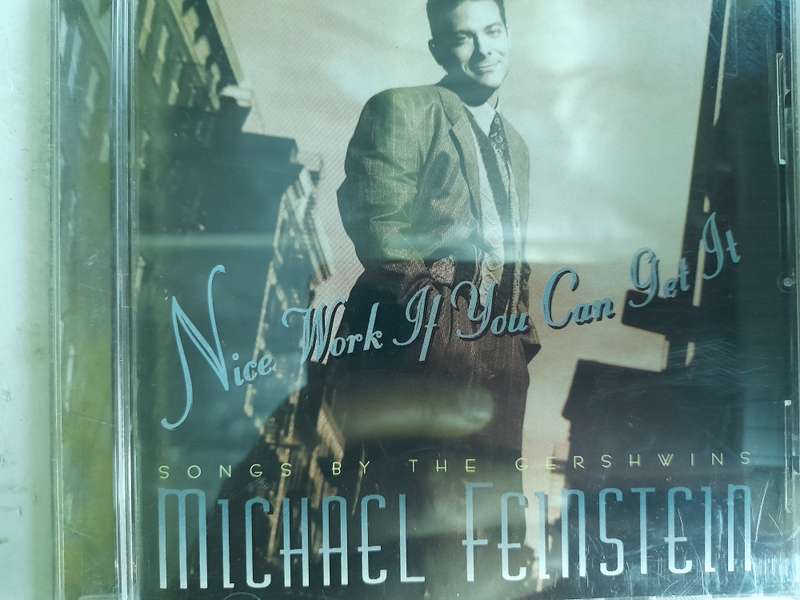 Nice Work If You Can Get It
SONGS BY THE GERSHWINS
MICHAEL FEINSTEIN